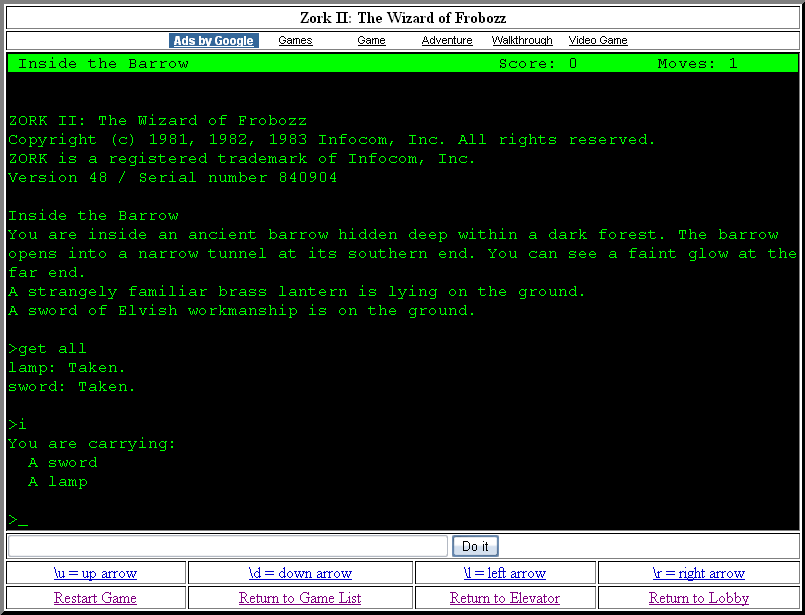 Zork II: The Wizard of Frobozz
Ads by Google Games Game Adventure Walkthrough Video Game
Inside the Barrow Score: 0 Moves: 1
ZORK II: The Wizard of Frobozz
Copyright (c) 1981, 1982, 1983 Infocom, Inc. All rights reserved.
ZORK is a registered trademark of Infocom, Inc.
Version 48 / Serial number 840904
Inside the Barrow
You are inside an ancient barrow hidden deep within a dark forest. The barrow
opens into a narrow tunnel at its southern end. You can see a faint glow at the
far end.
A strangely familiar brass lantern is lying on the ground.
A sword of Elvish workmanship is on the ground.
>get all
lamp: Taken.
sword: Taken.
>i
You are carrying:
A sword
A lamp
>_
Do it
\u = up arrow \d = down arrow \l = left arrow \r = right arrow
Restart Game Return to Game List Return to Elevator Return to Lobby